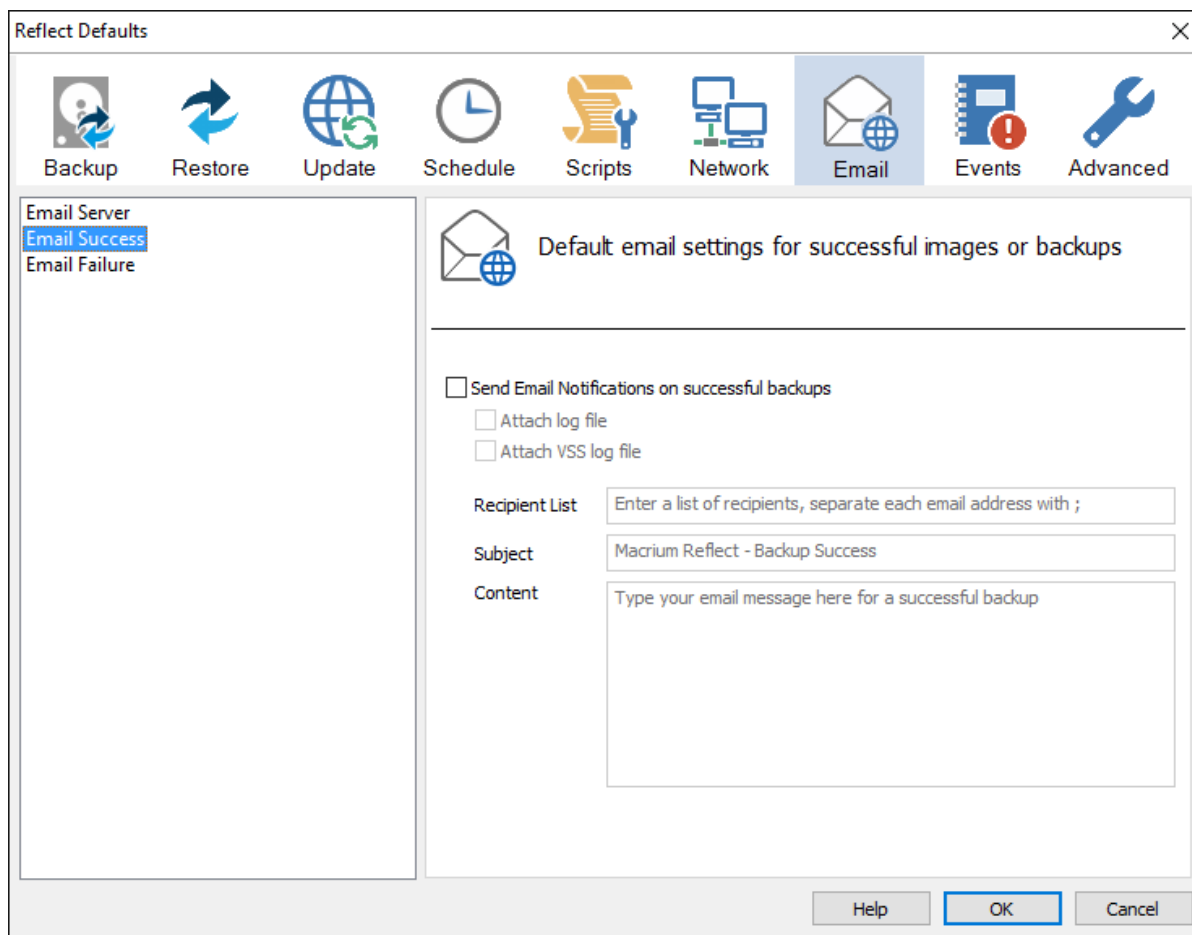 Reflect Defaults
Backup Restore Update Schedule Scripts Network Email Events Advanced
Email Server
Email Success
Email Failure
Default email settings for successful images or backups
Send Email Notifications on successful backups
Attach log file
Attach VSS log file
Recipient List Enter a list of recipients, separate each email address with ;
Subject Macrium Reflect - Backup Success
Content Type your email message here for a successful backup
Help OK Cancel